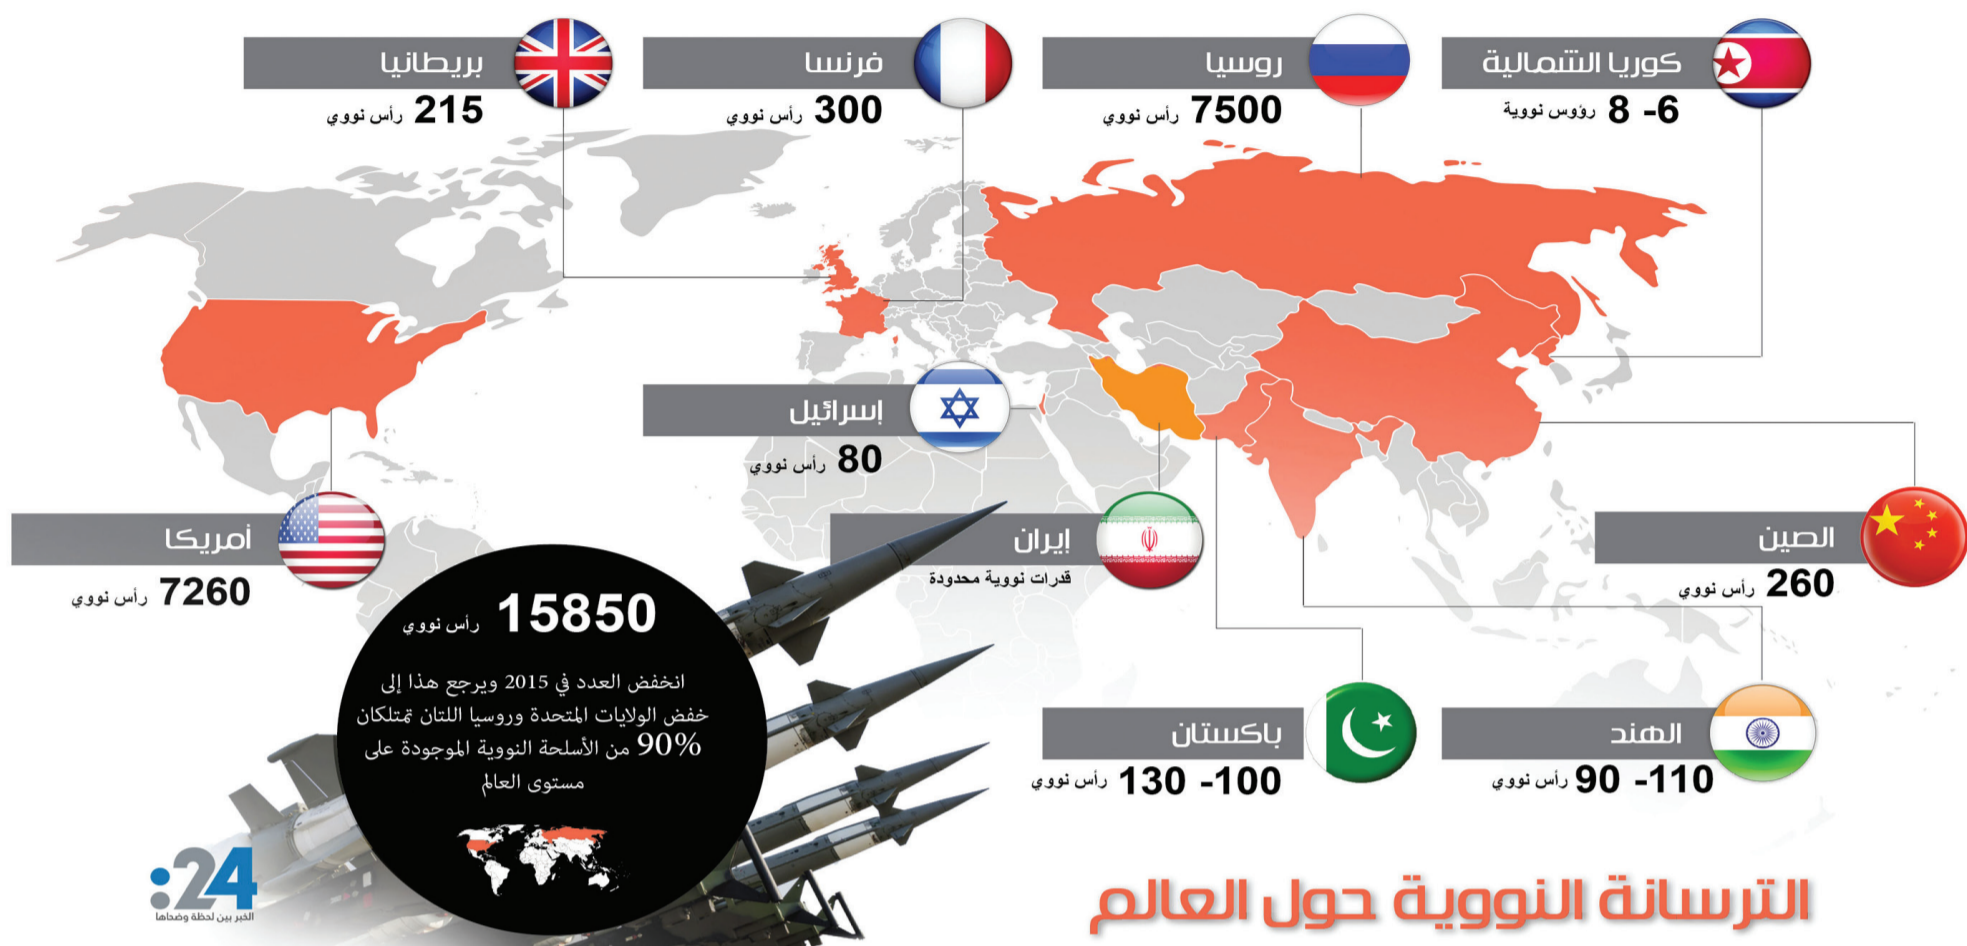 كوريا الشمالية
6- 8 رؤوس نووية
روسيا
7500 رأس نووي
فرنسا
300 رأس نووي
بريطانيا
215 رأس نووي
إسرائيل
80 رأس نووي
الصين
260 رأس نووي
إيران
قدرات نووية محدودة
أمريكا
7260 رأس نووي
15850 رأس نووي
انخفض العدد في 2015 ويرجع هذا إلى
خفض الولايات المتحدة وروسيا اللتان تمتلكان
90% من الأسلحة النووية الموجودة على
مستوى العالم
الهند
110- 90 رأس نووي
باكستان
100- 130 رأس نووي
الترسانة النووية حول العالم
24:
الخبر بين لحظة وضحاها